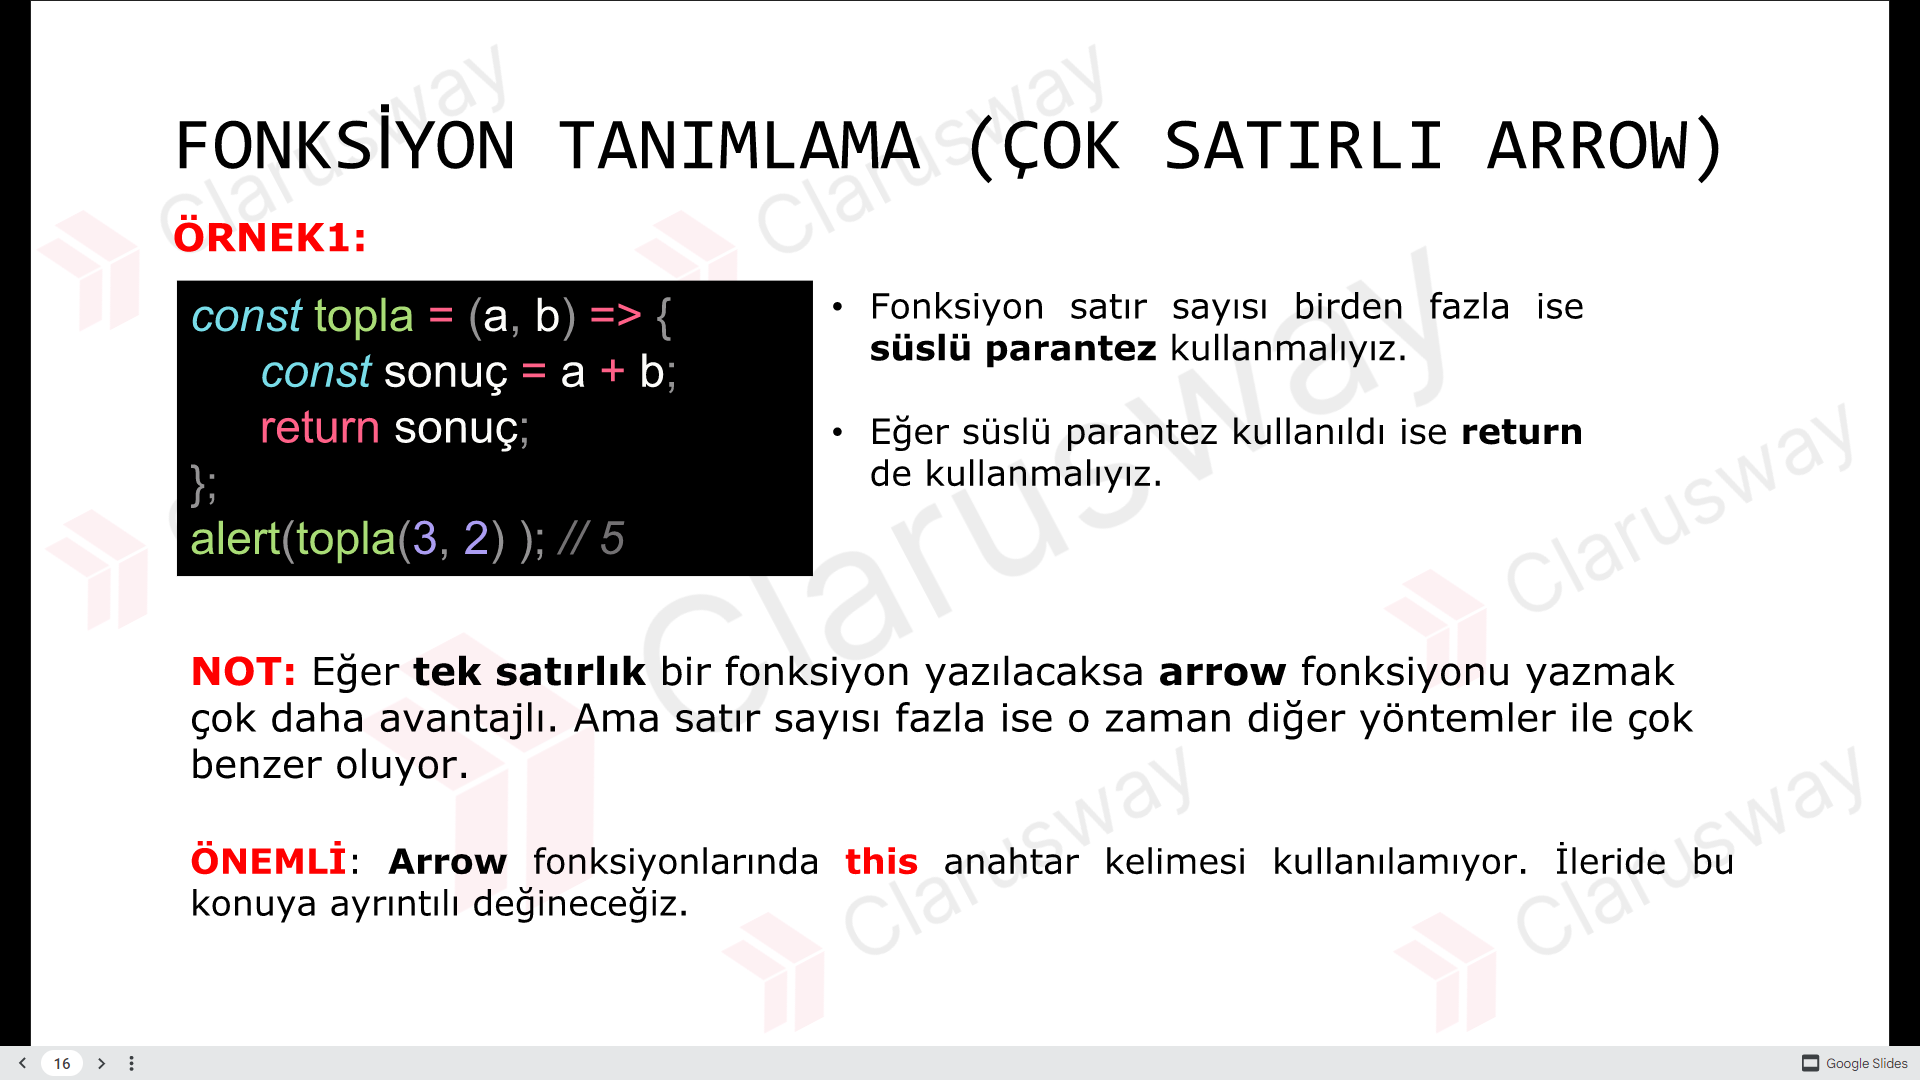 FONKSİYON TANIMLAMA (ÇOK SATIRLI ARROW)
ÖRNEK1:
const topla = (a, b) => {
const sonuç = a + b;
return sonuç;
};
alert(topla(3, 2) ); // 5
• Fonksiyon satır sayısı birden fazla ise
süslü parantez kullanmalıyız.
• Eğer süslü parantez kullanıldı ise return
de kullanmalıyız.
NOT: Eğer tek satırlık bir fonksiyon yazılacaksa arrow fonksiyonu yazmak
çok daha avantajlı. Ama satır sayısı fazla ise o zaman diğer yöntemler ile çok
benzer oluyor.
ÖNEMLİ: Arrow fonksiyonlarında this anahtar kelimesi kullanılamıyor. İleride bu
konuya ayrıntılı değineceğiz.
Clarusway
Clarusway
Clarusway
Clarusway
Clarusway
Clarusway
16
Google Slides